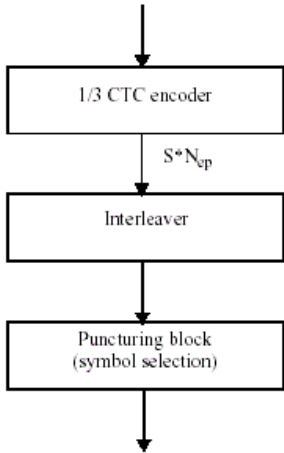 1/3 CTC encoder
S*N_ep
Interleaver
Puncturing block
(symbol selection)